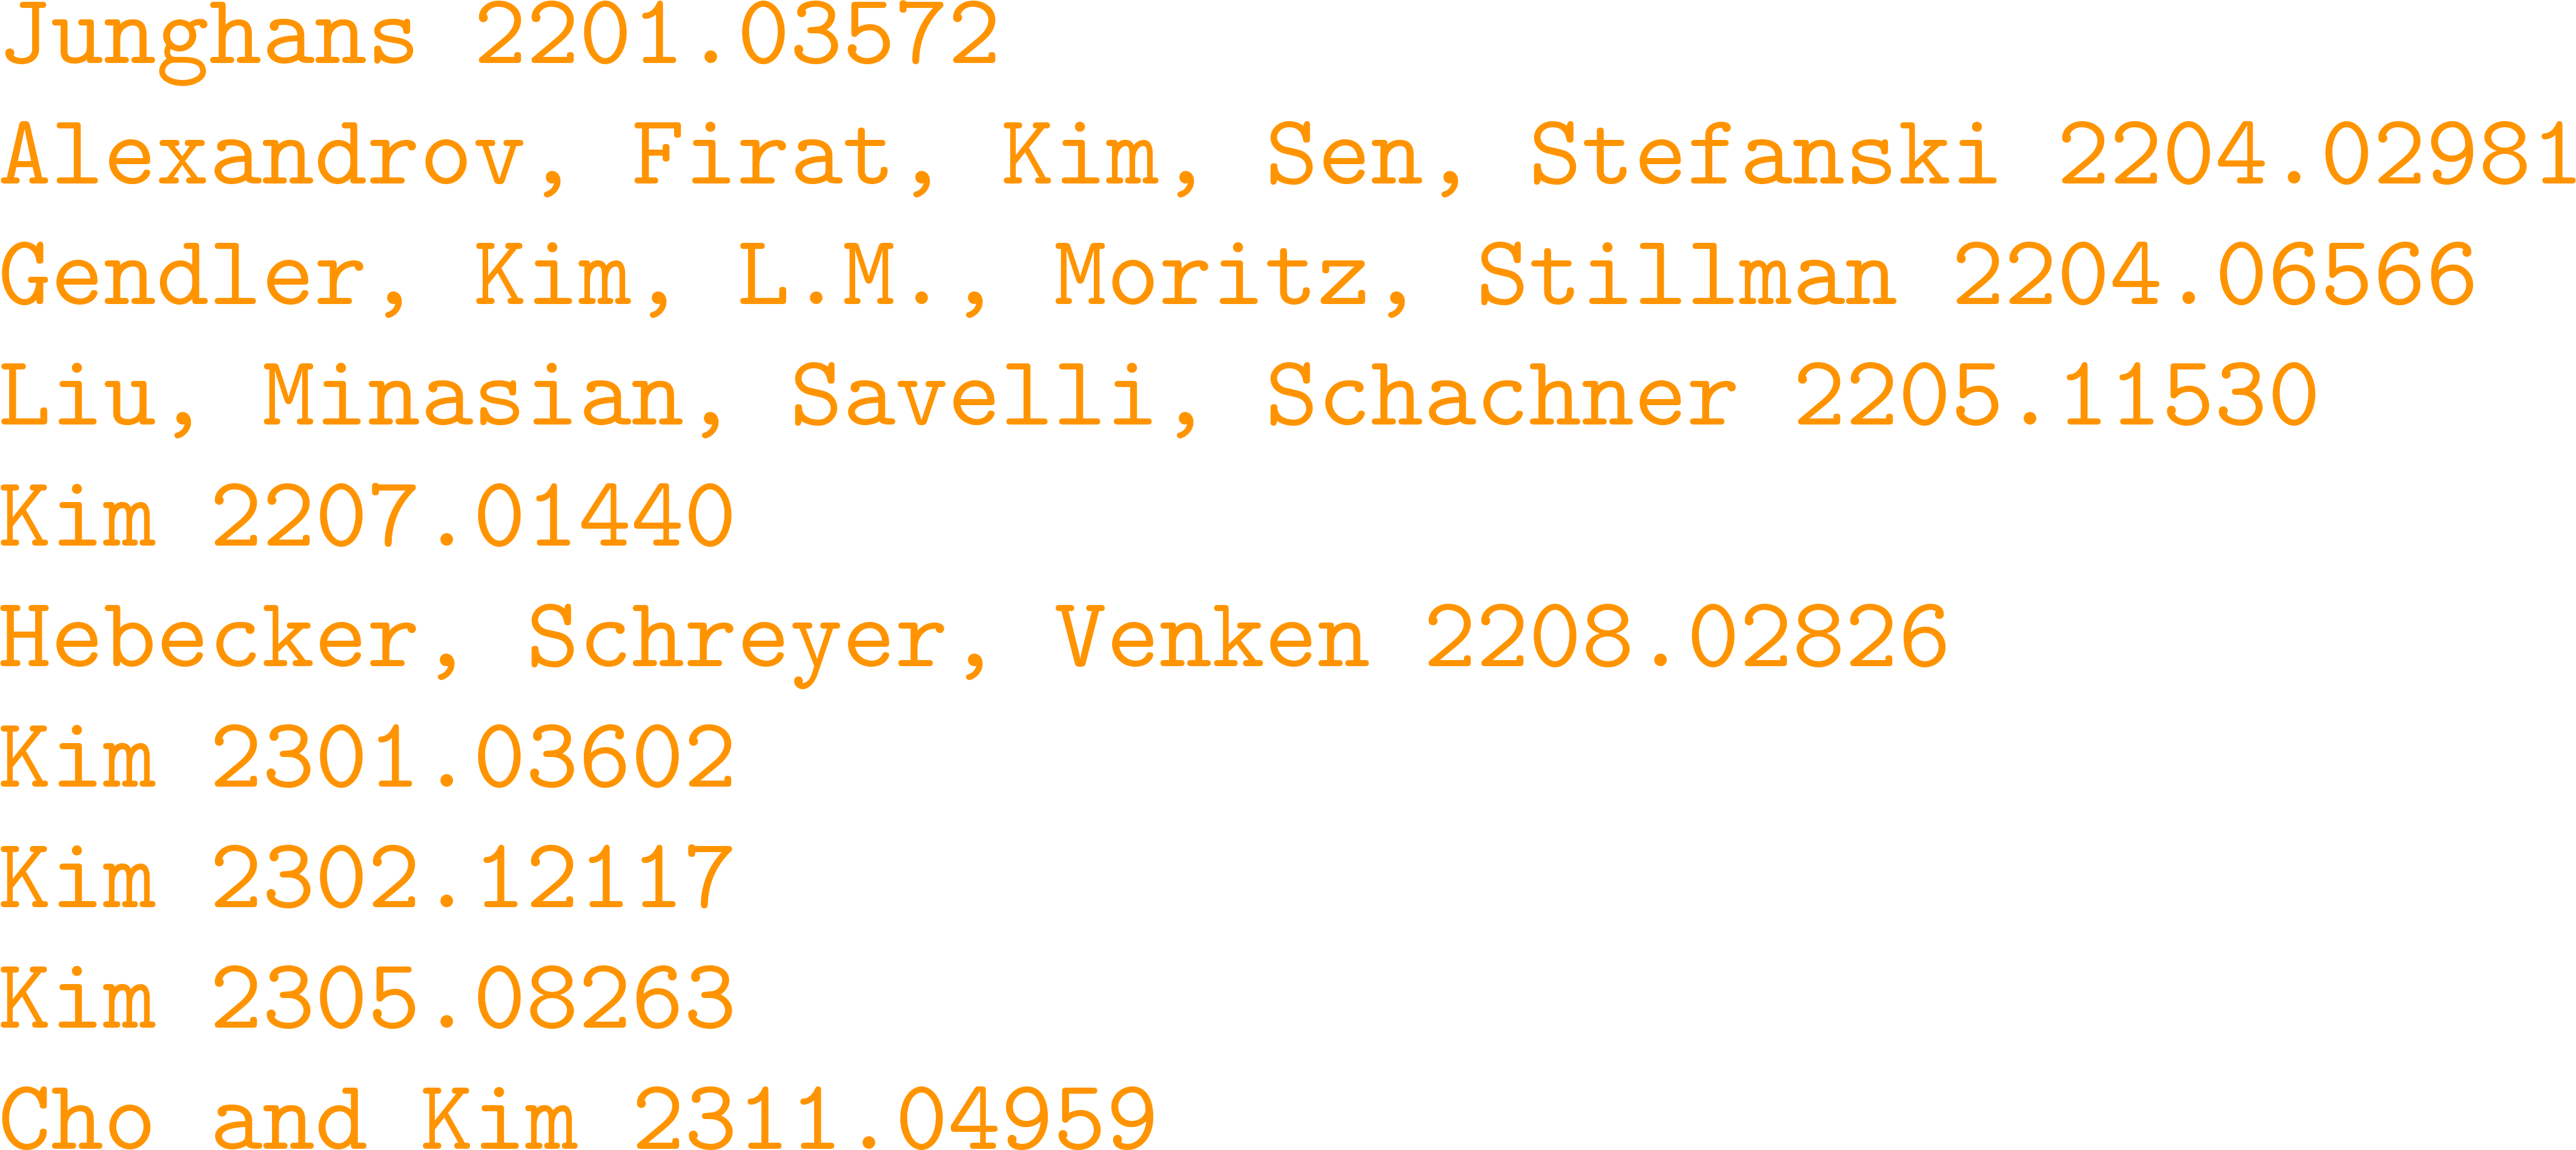 Junghans 2201.03572
Alexandrov, Firat, Kim, Sen, Stefanski 2204.02981
Gendler, Kim, L.M., Moritz, Stillman 2204.06566
Liu, Minasian, Savelli, Schachner 2205.11530
Kim 2207.01440
Hebecker, Schreyer, Venken 2208.02826
Kim 2301.03602
Kim 2302.12117
Kim 2305.08263
Cho and Kim 2311.04959